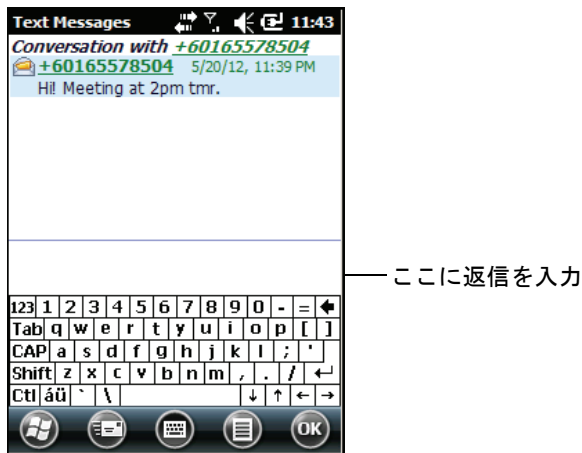 Text Messages 11:43
Conversation with +60165578504
+60165578504 5/20/12, 11:39 PM
Hi! Meeting at 2pm tmr.
ここに返信を入力
123 1 2 3 4 5 6 7 8 9 0 - =
Tab q w e r t y u i o p [ ]
CAP a s d f g h j k l ; '
Shift z x c v b n m , . /
Ctl áü ` \
OK